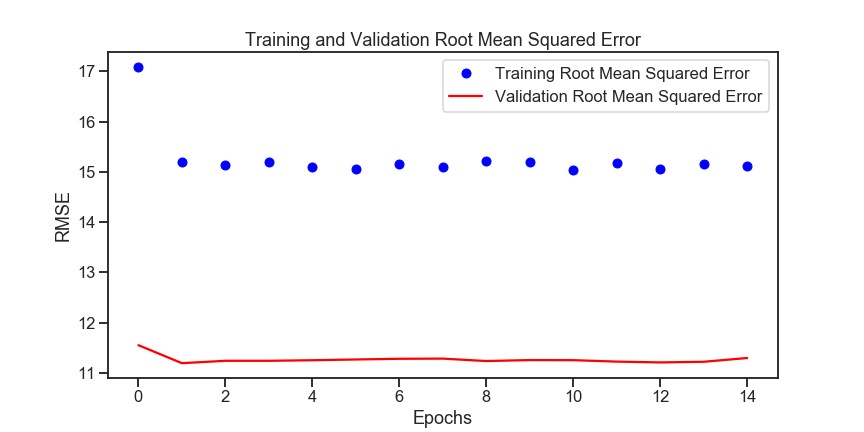 Training and Validation Root Mean Squared Error
Training Root Mean Squared Error
Validation Root Mean Squared Error
RMSE
17
16
15
14
13
12
11
0 2 4 6 8 10 12 14
Epochs